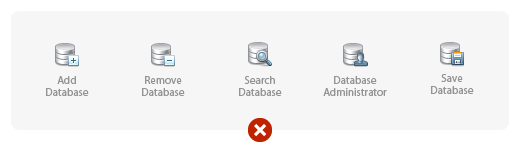 Add
Database
Remove
Database
Search
Database
Database
Administrator
Save
Database